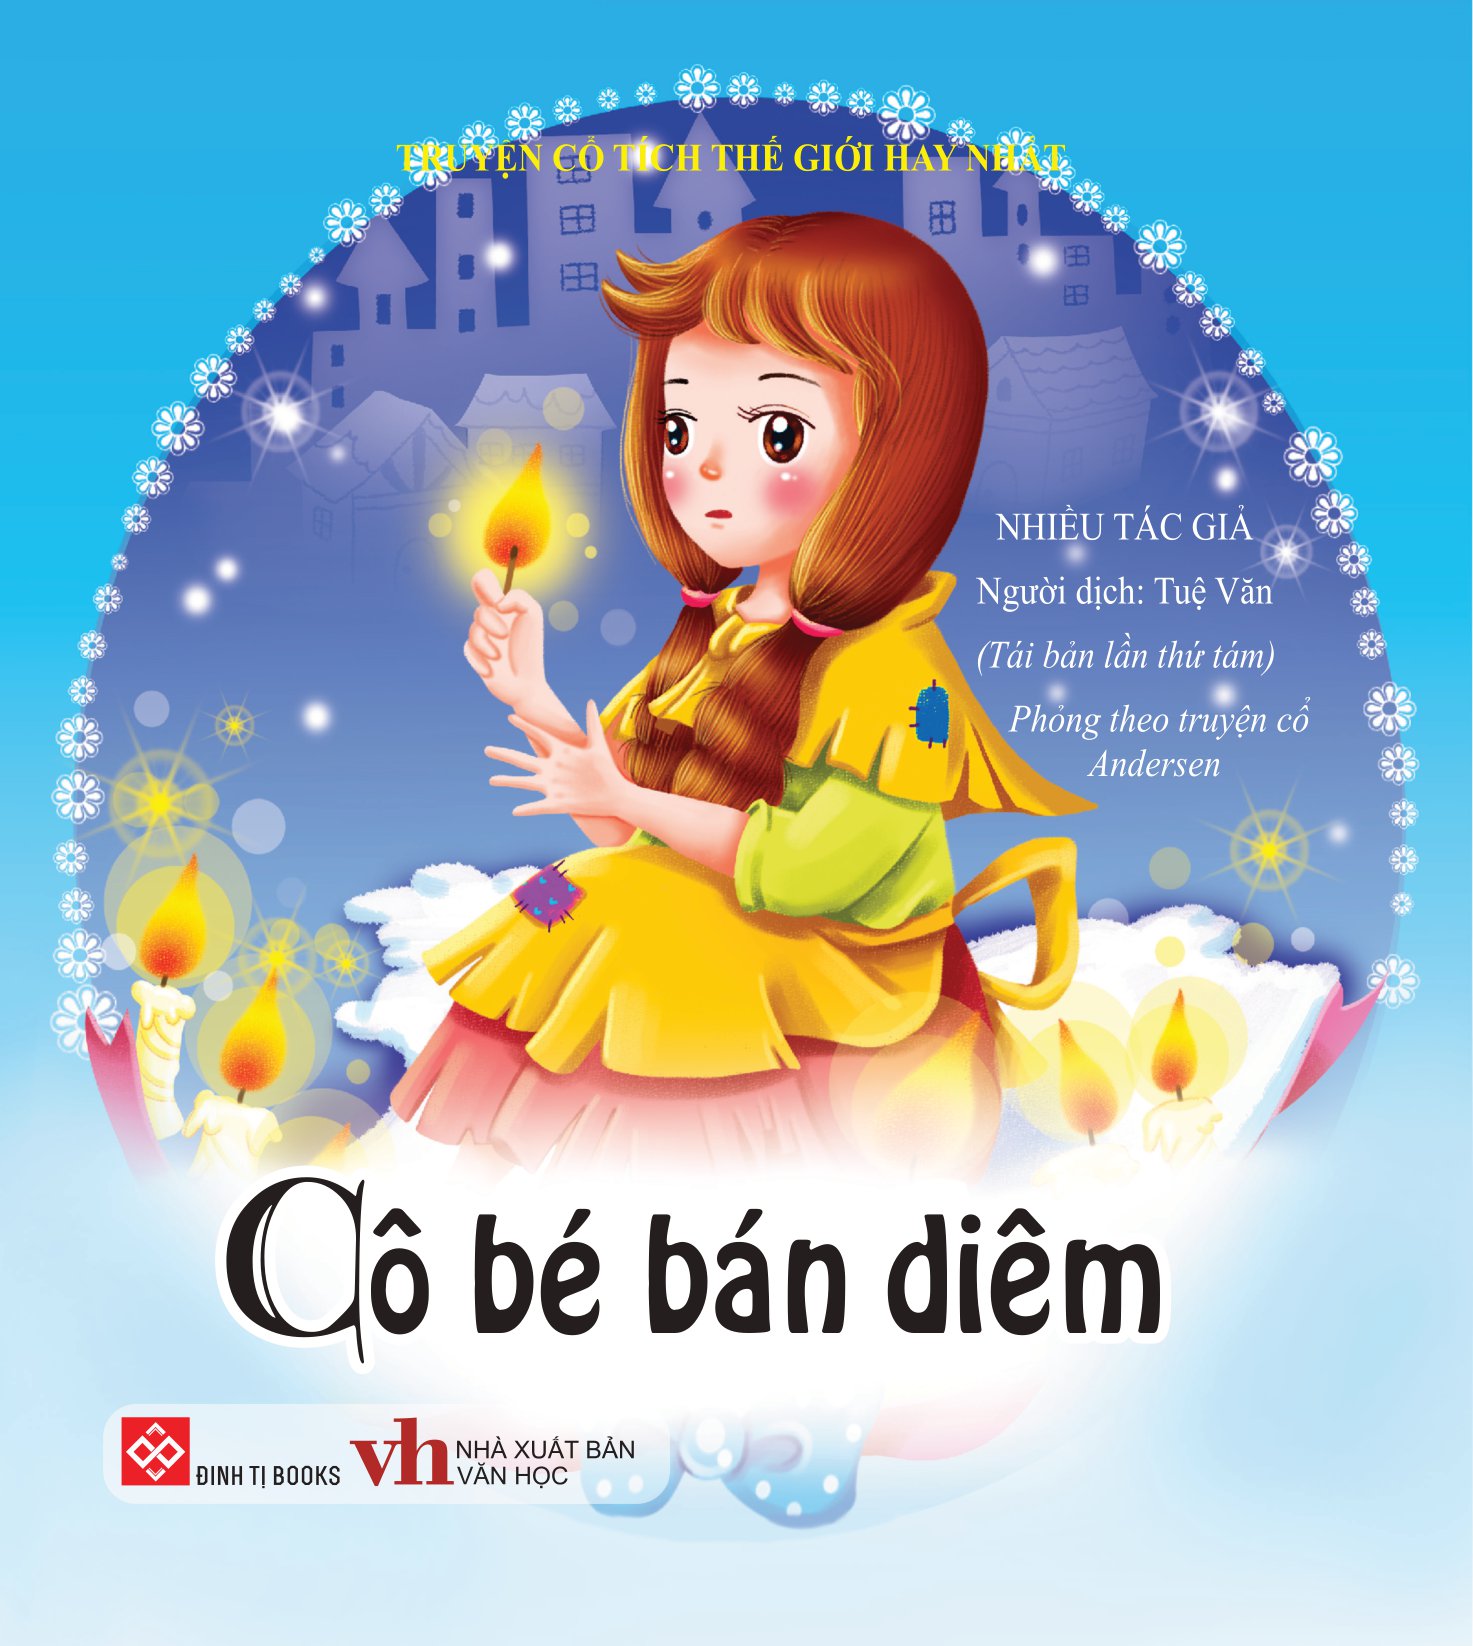 TRUYỆN CỔ TÍCH THẾ GIỚI HAY NHẤT
NHIỀU TÁC GIẢ
Người dịch: Tuệ Văn
(Tái bản lần thứ tám)
Phỏng theo truyện cổ
Andersen
Cô bé bán diêm
ĐINH TỊ BOOKS
vh NHÀ XUẤT BẢN
VĂN HỌC